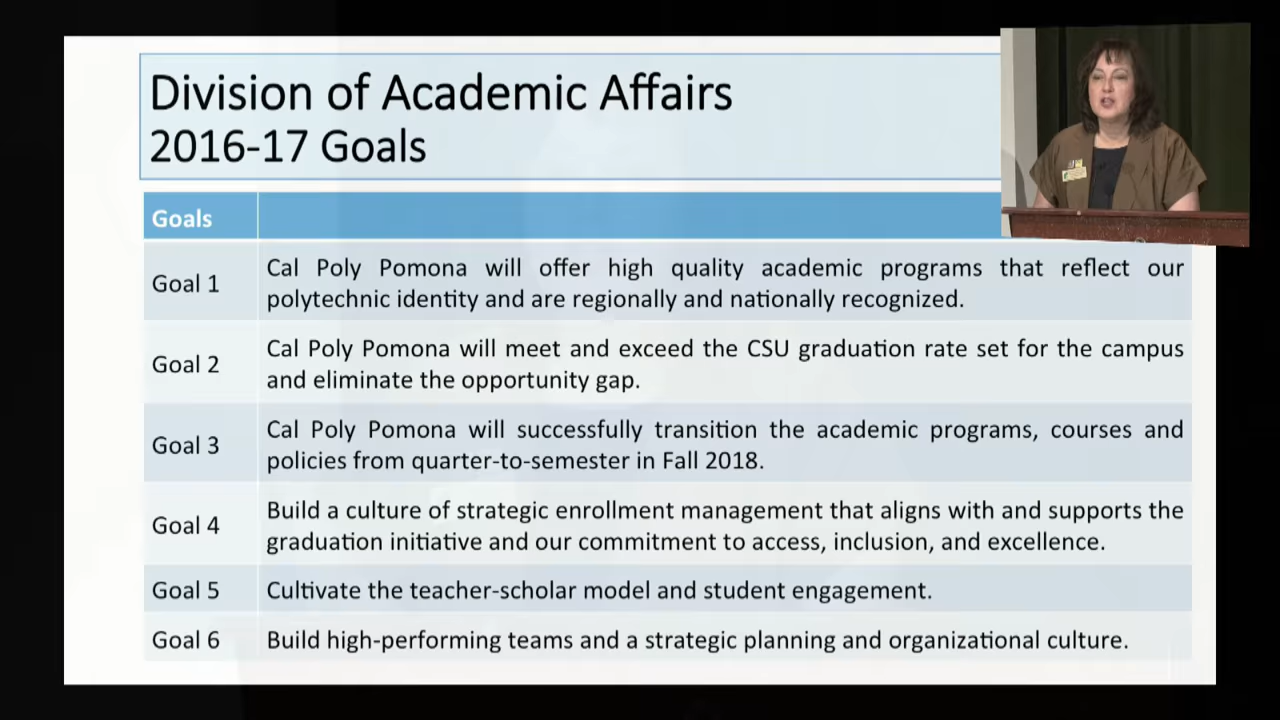 Division of Academic Affairs
2016-17 Goals
Goals
Goal 1
Cal Poly Pomona will offer high quality academic programs that reflect our
polytechnic identity and are regionally and nationally recognized.
Goal 2
Cal Poly Pomona will meet and exceed the CSU graduation rate set for the campus
and eliminate the opportunity gap.
Goal 3
Cal Poly Pomona will successfully transition the academic programs, courses and
policies from quarter-to-semester in Fall 2018.
Goal 4
Build a culture of strategic enrollment management that aligns with and supports the
graduation initiative and our commitment to access, inclusion, and excellence.
Goal 5
Cultivate the teacher-scholar model and student engagement.
Goal 6
Build high-performing teams and a strategic planning and organizational culture.